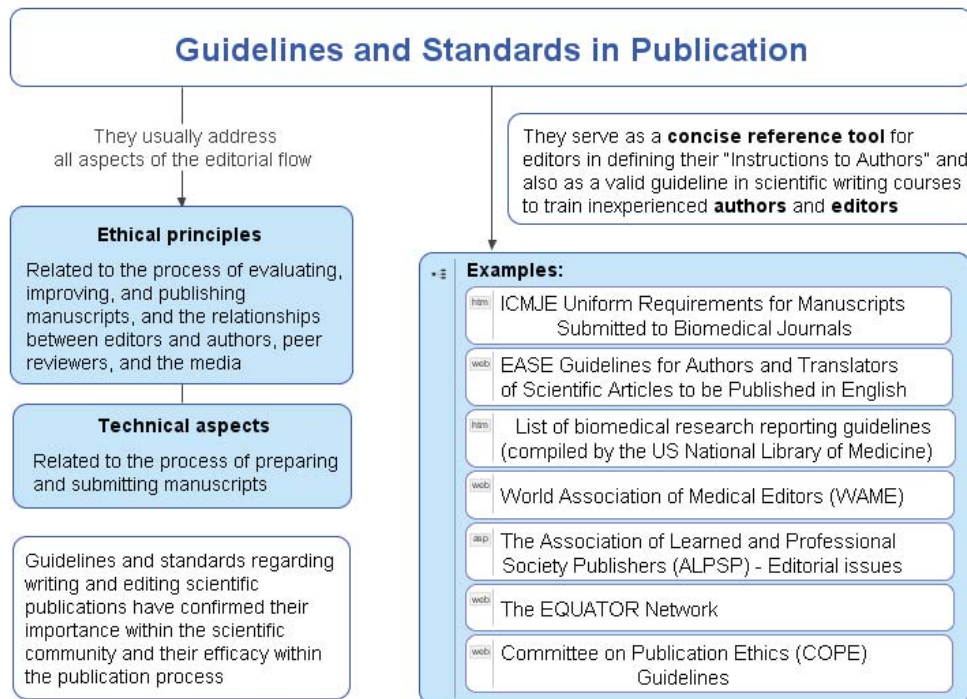 Guidelines and Standards in Publication
They usually address
all aspects of the editorial flow
Ethical principles
Related to the process of evaluating,
improving, and publishing
manuscripts, and the relationships
between editors and authors, peer
reviewers, and the media
Technical aspects
Related to the process of preparing
and submitting manuscripts
Guidelines and standards regarding
writing and editing scientific
publications have confirmed their
importance within the scientific
community and their efficacy within
the publication process
They serve as a concise reference tool for
editors in defining their "Instructions to Authors" and
also as a valid guideline in scientific writing courses
to train inexperienced authors and editors
Examples:
htm ICMJE Uniform Requirements for Manuscripts
Submitted to Biomedical Journals
web EASE Guidelines for Authors and Translators
of Scientific Articles to be Published in English
htm List of biomedical research reporting guidelines
(compiled by the US National Library of Medicine)
web World Association of Medical Editors (WAME)
asp The Association of Learned and Professional
Society Publishers (ALPSP) - Editorial issues
web The EQUATOR Network
web Committee on Publication Ethics (COPE)
Guidelines